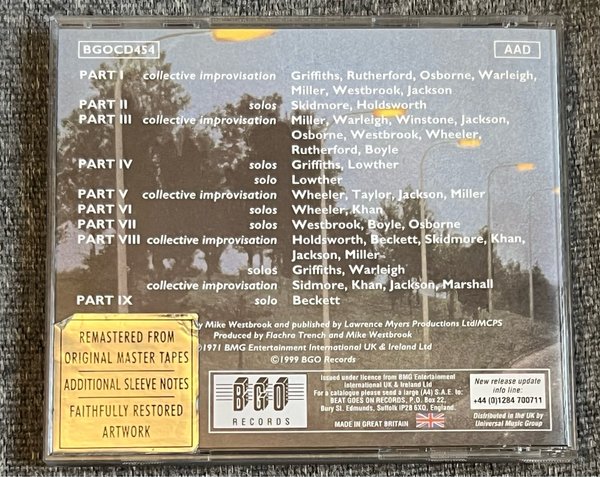 BGOCD454 AAD
PART I collective improvisation Griffiths, Rutherford, Osborne, Warleigh,
Miller, Westbrook, Jackson
PART II solos Skidmore, Holdsworth
PART III collective improvisation Miller, Warleigh, Winstone, Jackson,
Osborne, Westbrook, Wheeler,
Rutherford, Boyle
PART IV solos Griffiths, Lowther
solo Lowther
PART V collective improvisation Wheeler, Taylor, Jackson, Miller
PART VI solos Wheeler, Khan
PART VII solos Westbrook, Boyle, Osborne
PART VIII collective improvisation Holdsworth, Beckett, Skidmore, Khan,
Jackson, Miller
solos Griffiths, Warleigh
collective improvisation Sidmore, Khan, Jackson, Marshall
PART IX solo Beckett
by Mike Westbrook and published by Lawrence Myers Productions Ltd/MCPS
Produced by Flachro Trench and Mike Westbrook
1971 BMG Entertainment International UK & Ireland Ltd
©1999 BGO Records
REMASTERED FROM
ORIGINAL MASTER TAPES
ADDITIONAL SLEEVE NOTES
FAITHFULLY RESTORED
ARTWORK
BGO
RECORDS
Issued under licence from BMG Entertainment
International UK & Ireland Ltd
For a catalogue please send a large (A4) S.A.E. to:
BEAT GOES ON RECORDS, P.O. Box 22,
Bury St. Edmunds, Suffolk IP28 6XO, England.
MADE IN GREAT BRITAIN
New release update
info line:
+44 (0)1284 700711
Distributed in the UK by
Universal Music Group